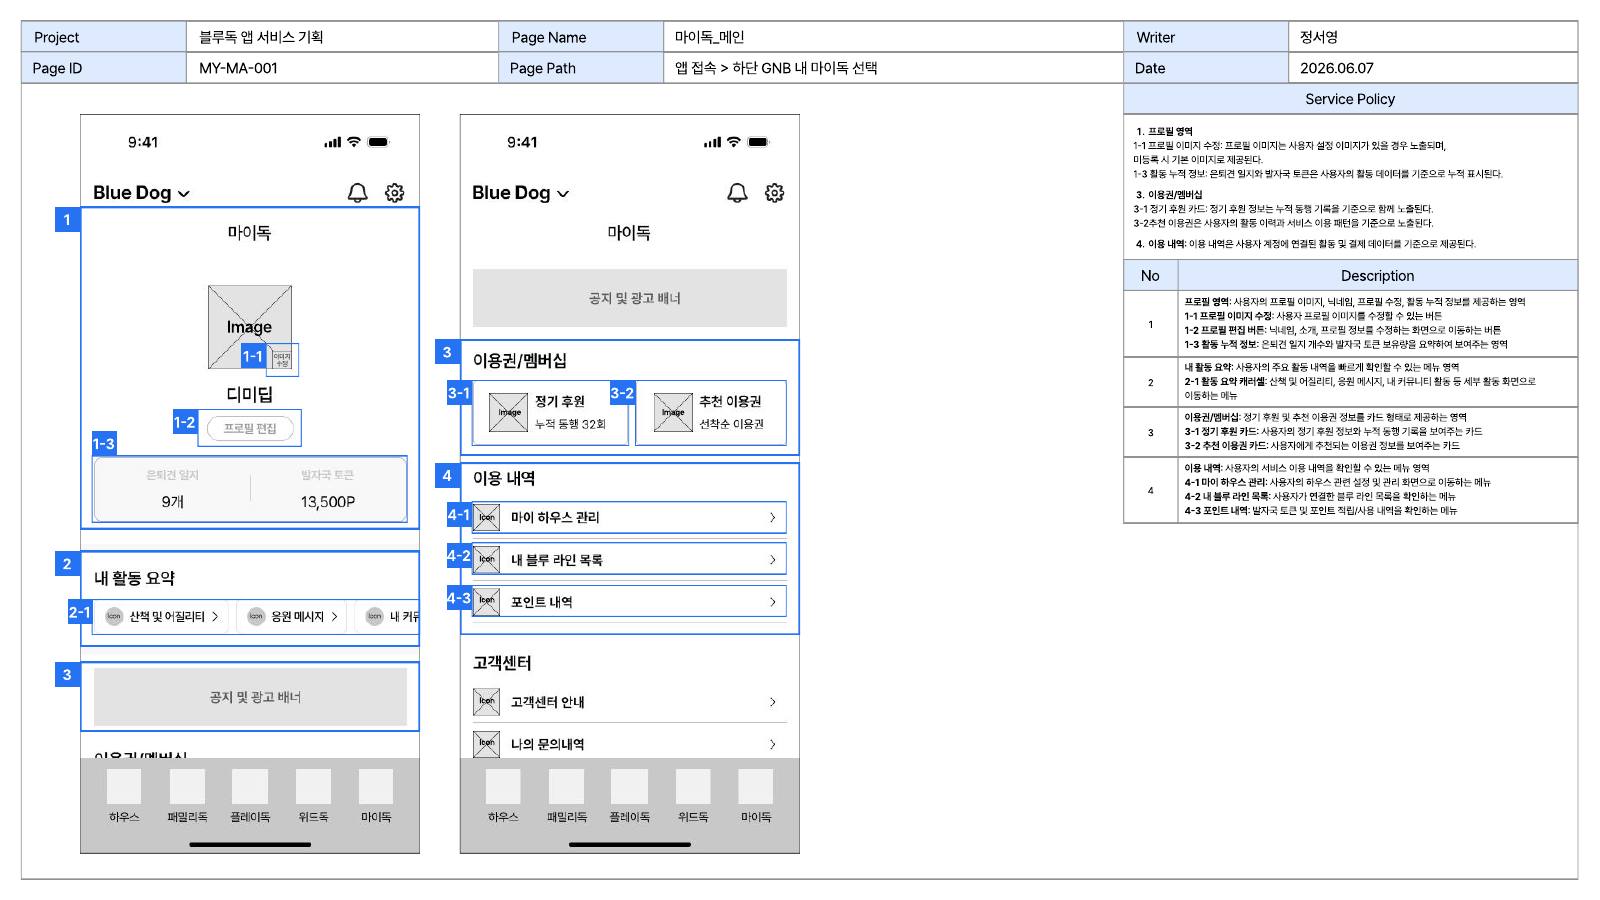 Project 블루독 앱 서비스 기획 Page Name 마이독_메인 Writer 정서영
Page ID MY-MA-001 Page Path 앱 접속 > 하단 GNB 내 마이독 선택 Date 2026.06.07
9:41
Blue Dog
1
마이독
Image
1-1
이미지
수정
디미딥
1-2
프로필 편집
1-3
은퇴견 일지 발자국 토큰
9개 13,500P
2
내 활동 요약
2-1
Icon 산책 및 어질리티 Icon 응원 메시지 Icon 내 커뮤
3
공지 및 광고 배너
이용권/멤버십
하우스 패밀리독 플레이독 위드독 마이독
9:41
Blue Dog
마이독
공지 및 광고 배너
3
이용권/멤버십
3-1
Image
정기 후원
누적 동행 32회
3-2
Image
추천 이용권
선착순 이용권
4
이용 내역
4-1 Icon 마이 하우스 관리
4-2 Icon 내 블루 라인 목록
4-3 Icon 포인트 내역
고객센터
Icon 고객센터 안내
Icon 나의 문의내역
하우스 패밀리독 플레이독 위드독 마이독
Service Policy
1. 프로필 영역
1-1 프로필 이미지 수정: 프로필 이미지는 사용자 설정 이미지가 있을 경우 노출되며,
미등록 시 기본 이미지로 제공된다.
1-3 활동 누적 정보: 은퇴견 일지와 발자국 토큰은 사용자의 활동 데이터를 기준으로 누적 표시된다.
3. 이용권/멤버십
3-1 정기 후원 카드: 정기 후원 정보는 누적 동행 기록을 기준으로 함께 노출된다.
3-2추천 이용권은 사용자의 활동 이력과 서비스 이용 패턴을 기준으로 노출된다.
4. 이용 내역: 이용 내역은 사용자 계정에 연결된 활동 및 결제 데이터를 기준으로 제공된다.
No Description
1
프로필 영역: 사용자의 프로필 이미지, 닉네임, 프로필 수정, 활동 누적 정보를 제공하는 영역
1-1 프로필 이미지 수정: 사용자 프로필 이미지를 수정할 수 있는 버튼
1-2 프로필 편집 버튼: 닉네임, 소개, 프로필 정보를 수정하는 화면으로 이동하는 버튼
1-3 활동 누적 정보: 은퇴견 일지 개수와 발자국 토큰 보유량을 요약하여 보여주는 영역
2
내 활동 요약: 사용자의 주요 활동 내역을 빠르게 확인할 수 있는 메뉴 영역
2-1 활동 요약 캐러셀: 산책 및 어질리티, 응원 메시지, 내 커뮤니티 활동 등 세부 활동 화면으로
이동하는 메뉴
3
이용권/멤버십: 정기 후원 및 추천 이용권 정보를 카드 형태로 제공하는 영역
3-1 정기 후원 카드: 사용자의 정기 후원 정보와 누적 동행 기록을 보여주는 카드
3-2 추천 이용권 카드: 사용자에게 추천되는 이용권 정보를 보여주는 카드
4
이용 내역: 사용자의 서비스 이용 내역을 확인할 수 있는 메뉴 영역
4-1 마이 하우스 관리: 사용자의 하우스 관련 설정 및 관리 화면으로 이동하는 메뉴
4-2 내 블루 라인 목록: 사용자가 연결한 블루 라인 목록을 확인하는 메뉴
4-3 포인트 내역: 발자국 토큰 및 포인트 적립/사용 내역을 확인하는 메뉴